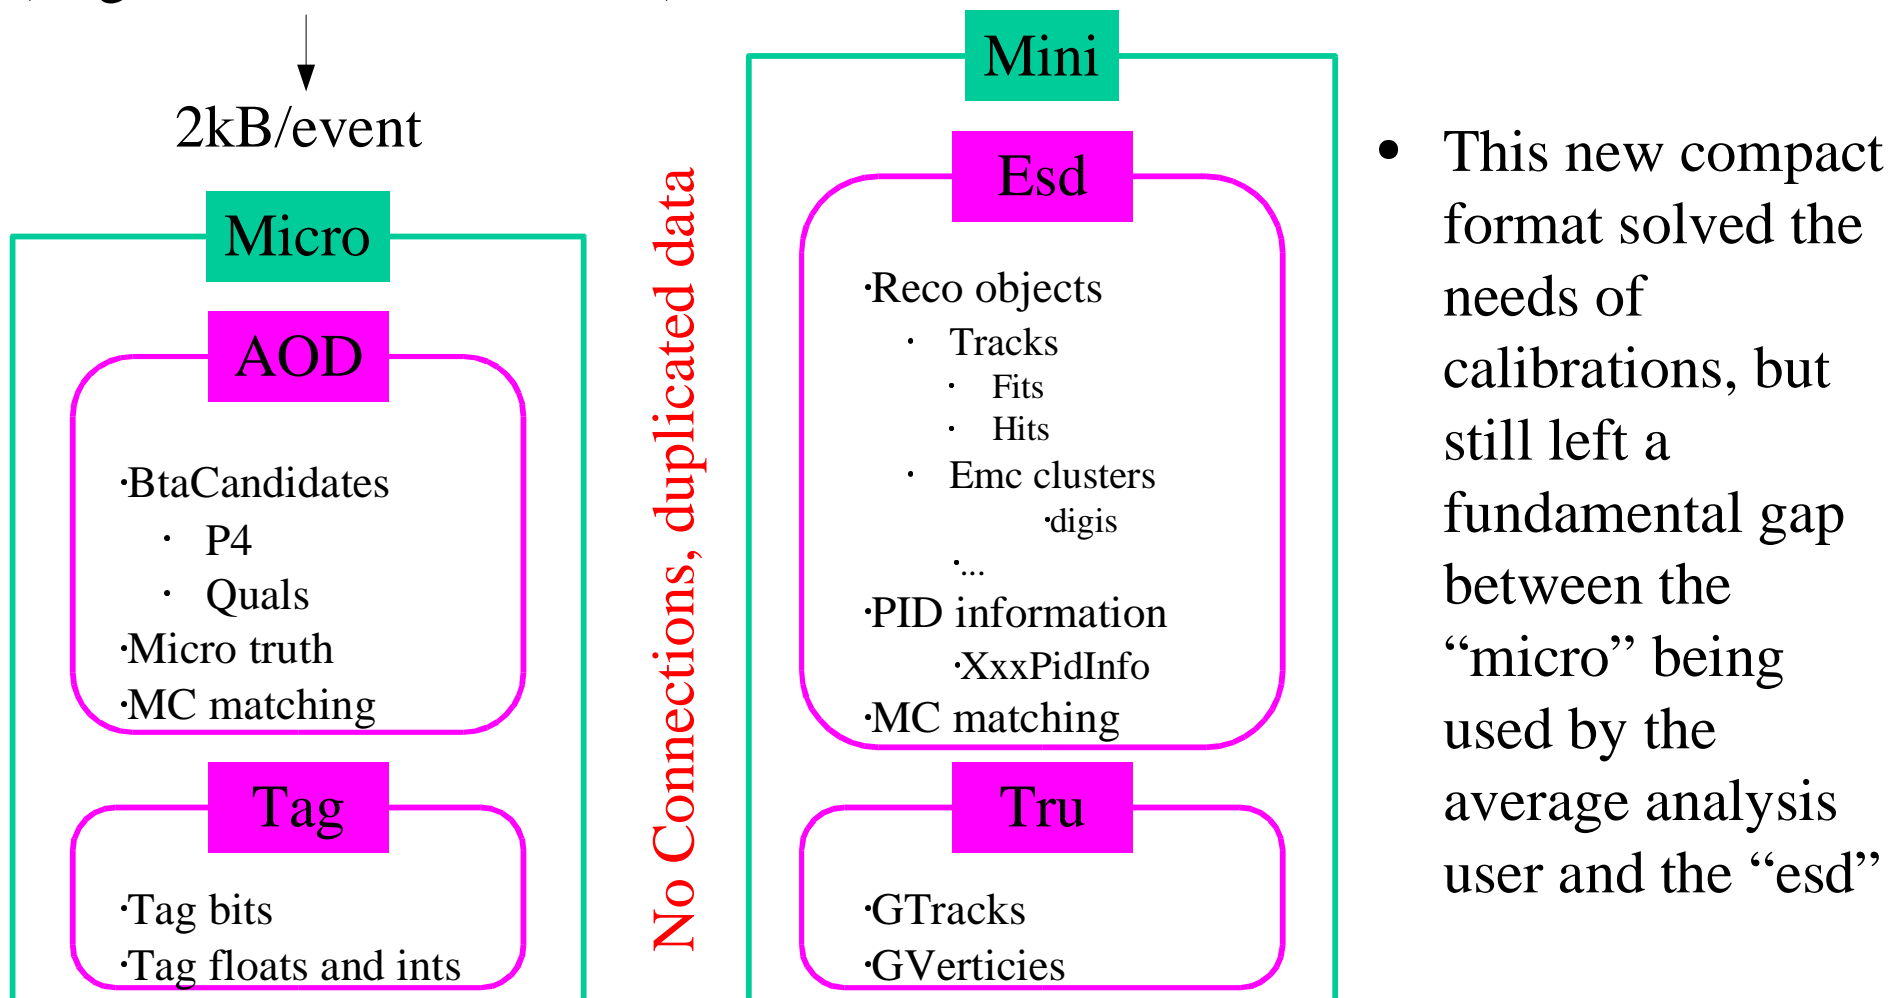 2kB/event
Micro
AOD
·BtaCandidates
· P4
· Quals
·Micro truth
·MC matching
Tag
·Tag bits
·Tag floats and ints
No Connections, duplicated data
Mini
Esd
·Reco objects
· Tracks
· Fits
· Hits
· Emc clusters
·digis
·...
·PID information
·XxxPidInfo
·MC matching
Tru
·GTracks
·GVerticies
• This new compact
format solved the
needs of
calibrations, but
still left a
fundamental gap
between the
“micro” being
used by the
average analysis
user and the “esd”